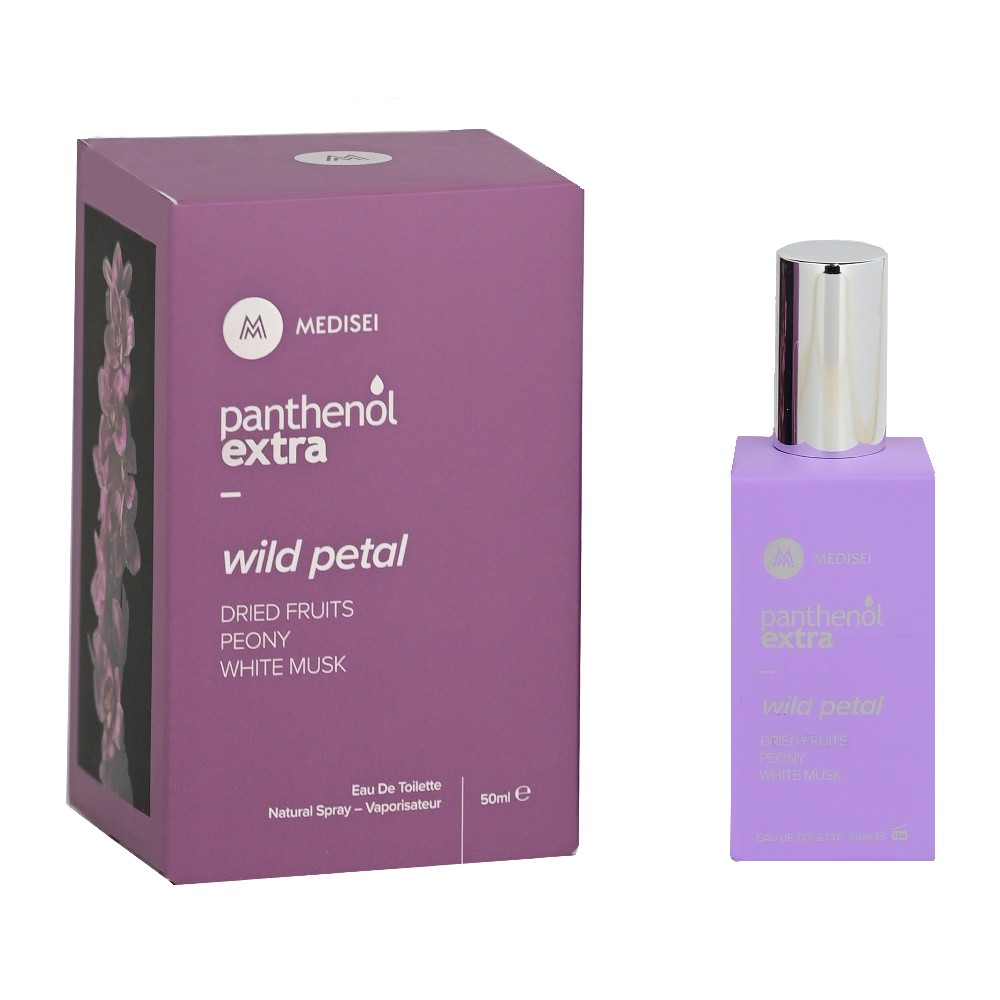 MEDISEI
panthenol
extra
wild petal
DRIED FRUITS
PEONY
WHITE MUSK
Eau De Toilette
Natural Spray – Vaporisateur
50ml ℮
MEDISEI
panthenol
extra
wild petal
DRIED FRUITS
PEONY
WHITE MUSK
EAU DE TOILETTE 50ml ℮